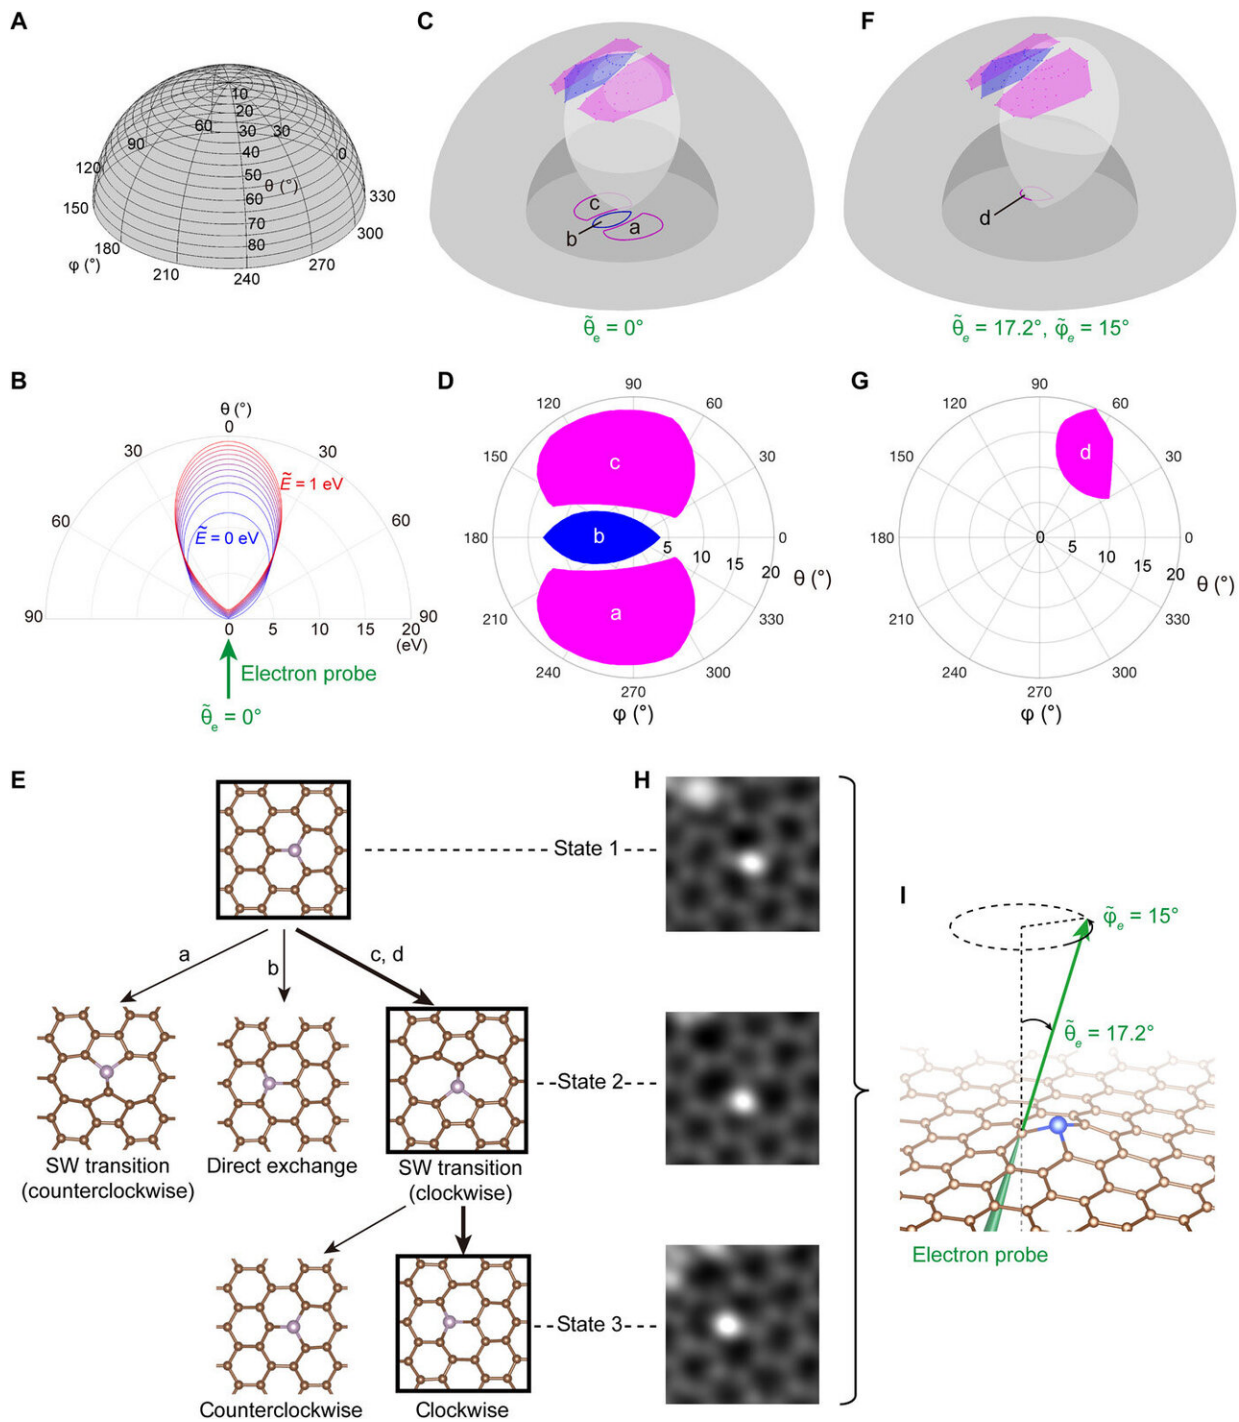 A
10
20
30
40
50
60
70
80
θ (°)
60
30
90
0
120
150
180
210
240
270
300
330
φ (°)
B
θ (°)
0
30
30
60
60
90
90
Ẽ = 1 eV
Ẽ = 0 eV
0
5
10
15
20
(eV)
Electron probe
θ̃e = 0°
C
c
b
a
θ̃e = 0°
D
90
120
60
150
30
180
0
210
330
240
300
270
5
10
15
20
θ (°)
φ (°)
c
b
a
F
d
θ̃e = 17.2°, φ̃e = 15°
G
90
120
60
150
30
180
0
210
330
240
300
270
0
5
10
15
20
θ (°)
φ (°)
d
E
State 1
a
b
c, d
State 2
SW transition
(counterclockwise)
Direct exchange
SW transition
(clockwise)
State 3
Counterclockwise
Clockwise
H
I
φ̃e = 15°
θ̃e = 17.2°
Electron probe